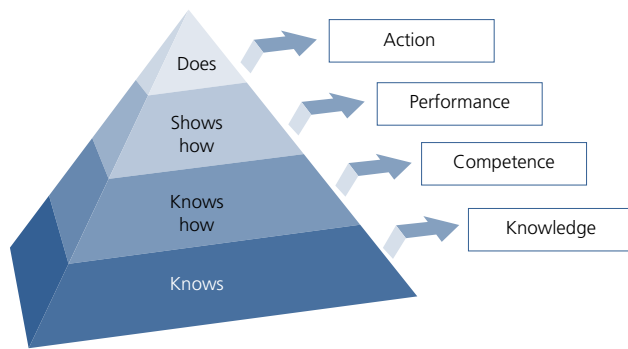 Does
Action
Shows
how
Performance
Knows
how
Competence
Knows
Knowledge